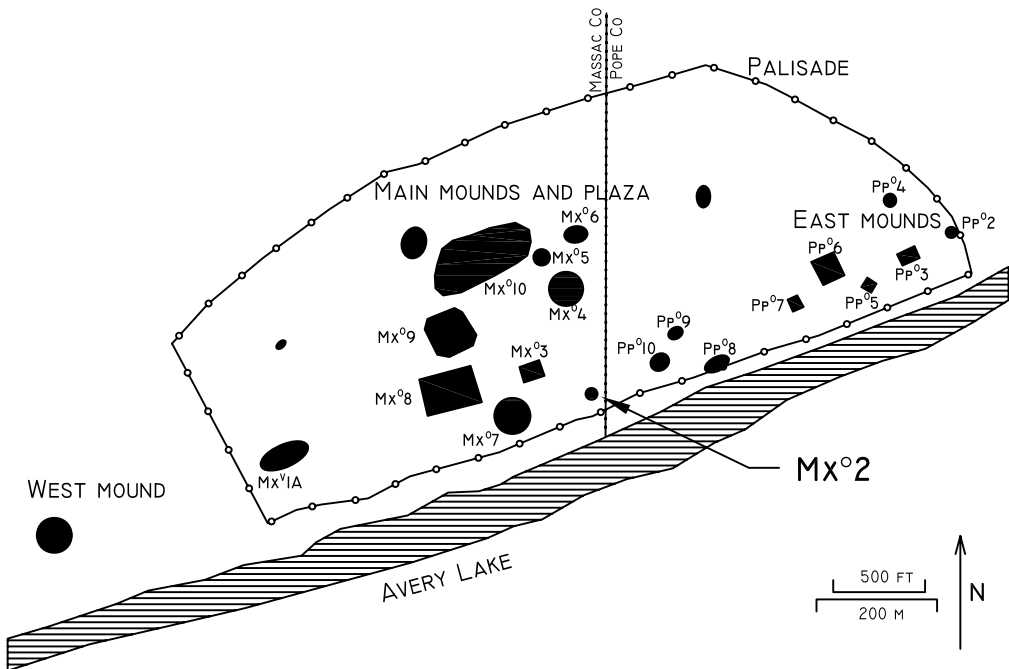 MASSAC CO
POPE CO
PALISADE
MAIN MOUNDS AND PLAZA
Pp°4
EAST MOUNDS
Pp°2
Mx°6
Mx°5
Pp°6
Pp°3
Mx°10
Mx°4
Pp°5
Pp°7
Mx°9
Pp°9
Mx°3
Pp°10
Pp°8
Mx°8
Mx°7
Mxᵛ1A
Mx°2
WEST MOUND
AVERY LAKE
500 FT
200 M
N